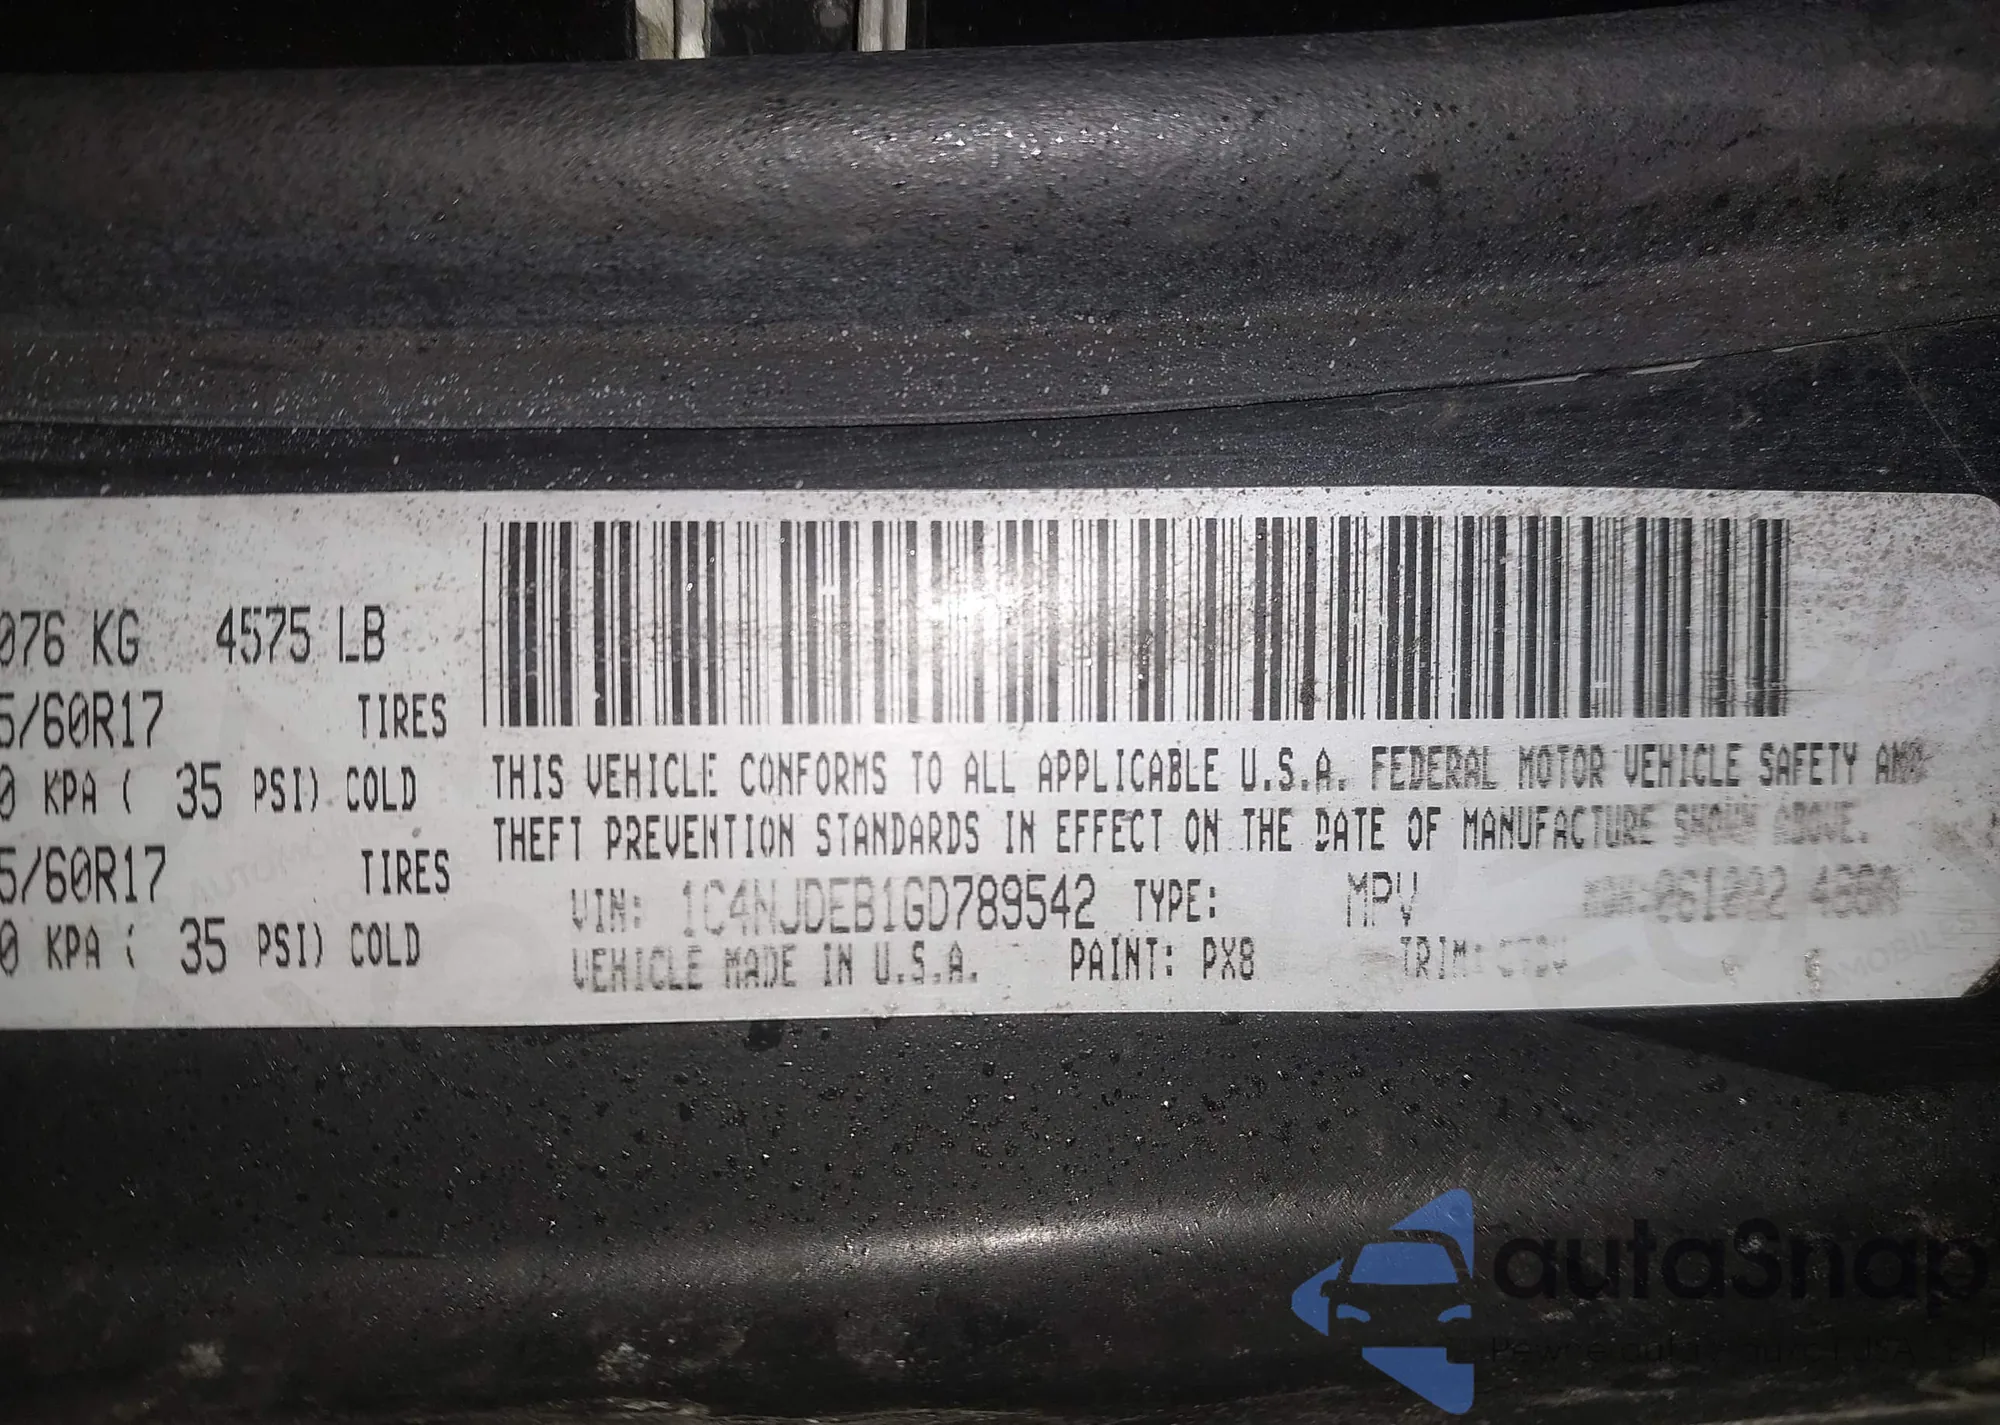 076 KG 4575 LB
5/60R17 TIRES
0 KPA ( 35 PSI) COLD
5/60R17 TIRES
0 KPA ( 35 PSI) COLD
THIS VEHICLE CONFORMS TO ALL APPLICABLE U.S.A. FEDERAL MOTOR VEHICLE SAFETY AND
THEFT PREVENTION STANDARDS IN EFFECT ON THE DATE OF MANUFACTURE SHOWN ABOVE.
VIN: 1C4NJDEB1GD789542 TYPE: MPV
VEHICLE MADE IN U.S.A. PAINT: PX8 TRIM:
autaSnap